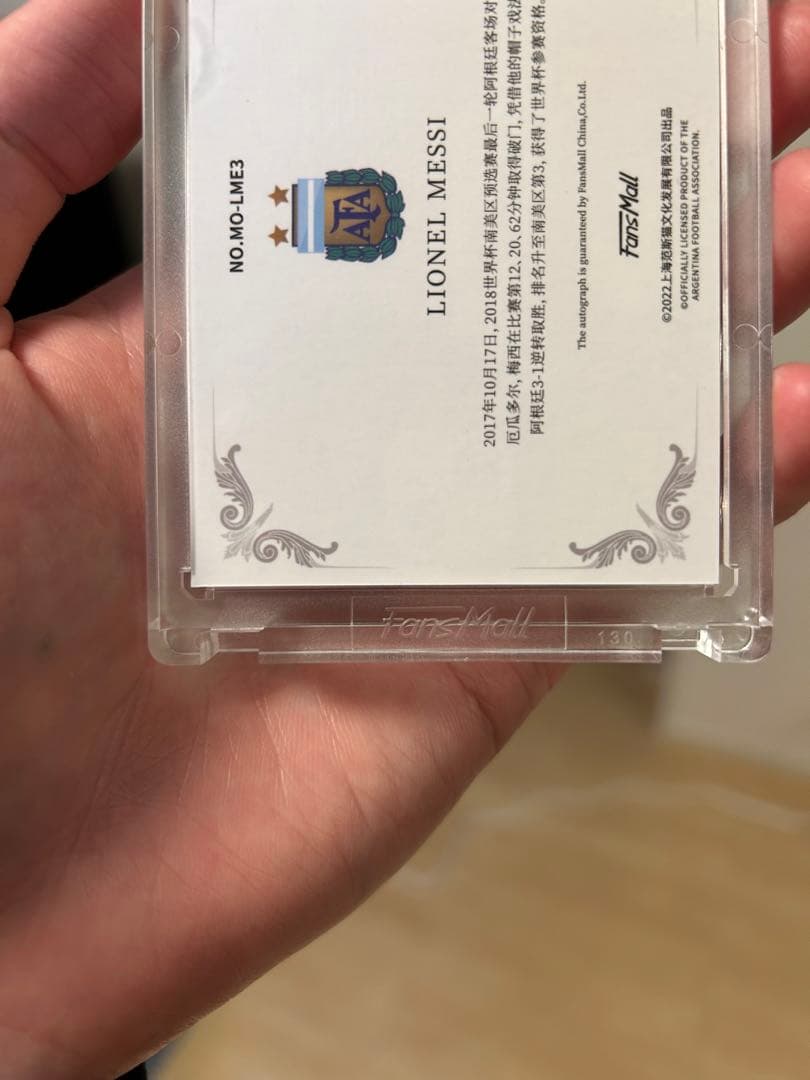 NO.MO-LME3
AFA
LIONEL MESSI
2017年10月17日, 2018世界杯南美区预选赛最后一轮阿根廷客场对
厄瓜多尔, 梅西在比赛第12、20、62分钟取得破门, 凭借他的帽子戏法
阿根廷3-1逆转取胜, 排名升至南美区第3, 获得了世界杯参赛资格。
The autograph is guaranteed by FansMall China,Co.Ltd.
FansMall
©2022上海范斯猫文化发展有限公司出品
©OFFICIALLY LICENSED PRODUCT OF THE
ARGENTINA FOOTBALL ASSOCIATION.
FansMall
130